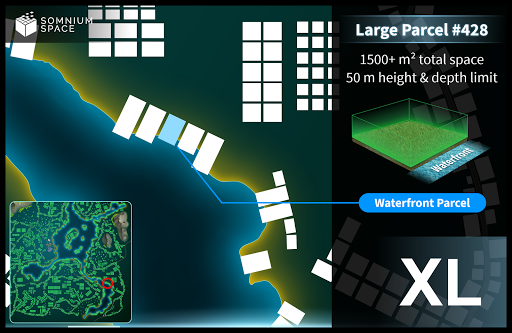 SOMNIUM
SPACE
Large Parcel #428
1500+ m² total space
50 m height & depth limit
Waterfront
Waterfront Parcel
XL